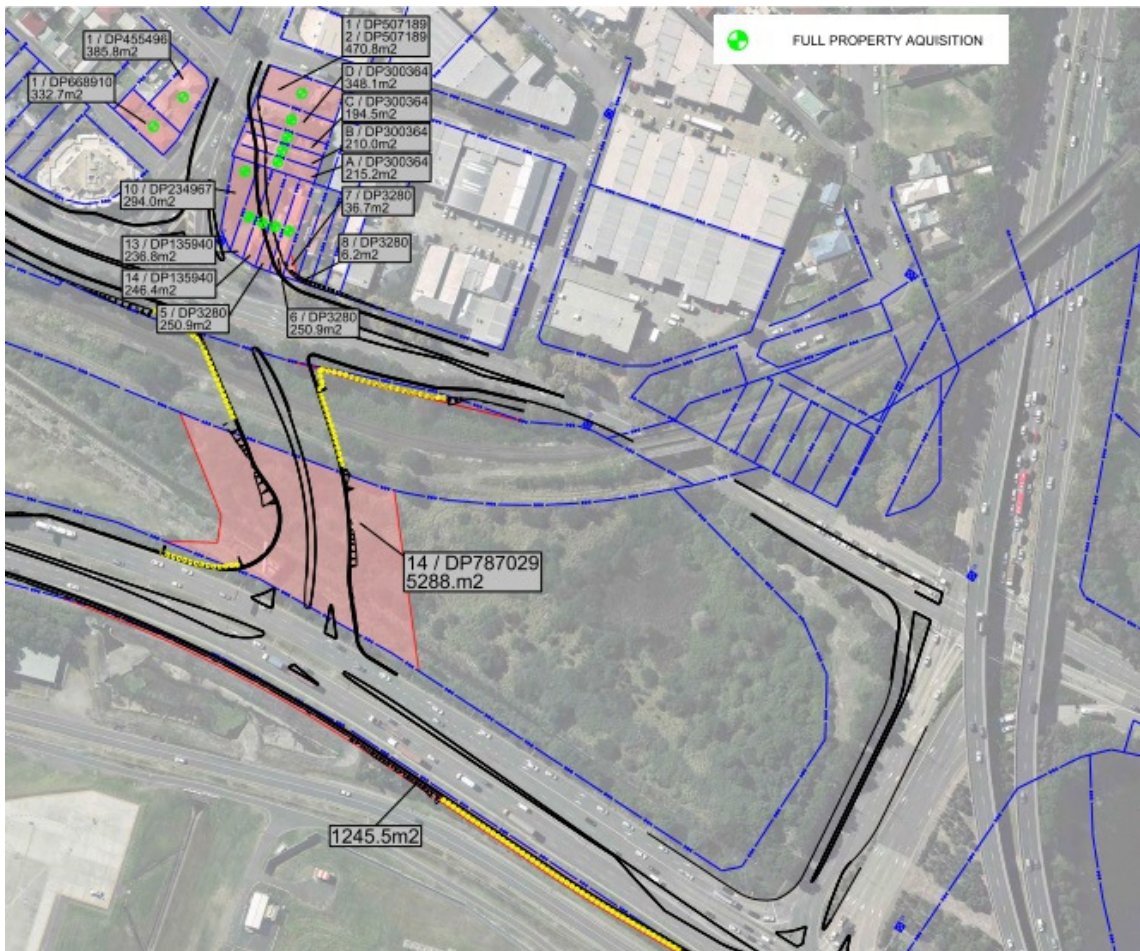 FULL PROPERTY AQUISITION
1 / DP455496
385.8m2
1 / DP668910
332.7m2
1 / DP507189
2 / DP507189
470.8m2
D / DP300364
348.1m2
C / DP300364
194.5m2
B / DP300364
210.0m2
A / DP300364
215.2m2
10 / DP234967
294.0m2
7 / DP3280
36.7m2
13 / DP135940
236.8m2
8 / DP3280
6.2m2
14 / DP135940
246.4m2
5 / DP3280
250.9m2
6 / DP3280
250.9m2
14 / DP787029
5288.m2
1245.5m2